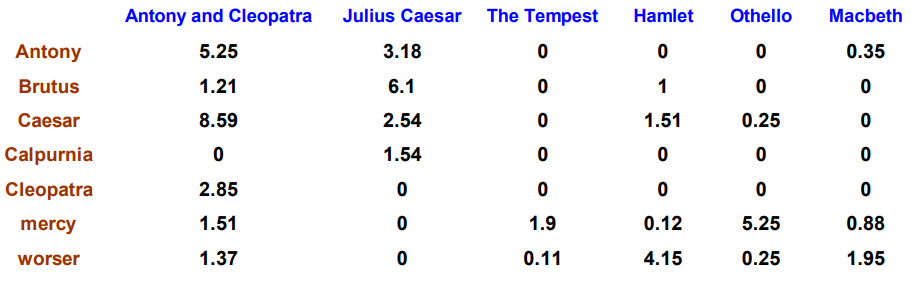 Antony and Cleopatra Julius Caesar The Tempest Hamlet Othello Macbeth
Antony 5.25 3.18 0 0 0 0.35
Brutus 1.21 6.1 0 1 0 0
Caesar 8.59 2.54 0 1.51 0.25 0
Calpurnia 0 1.54 0 0 0 0
Cleopatra 2.85 0 0 0 0 0
mercy 1.51 0 1.9 0.12 5.25 0.88
worser 1.37 0 0.11 4.15 0.25 1.95